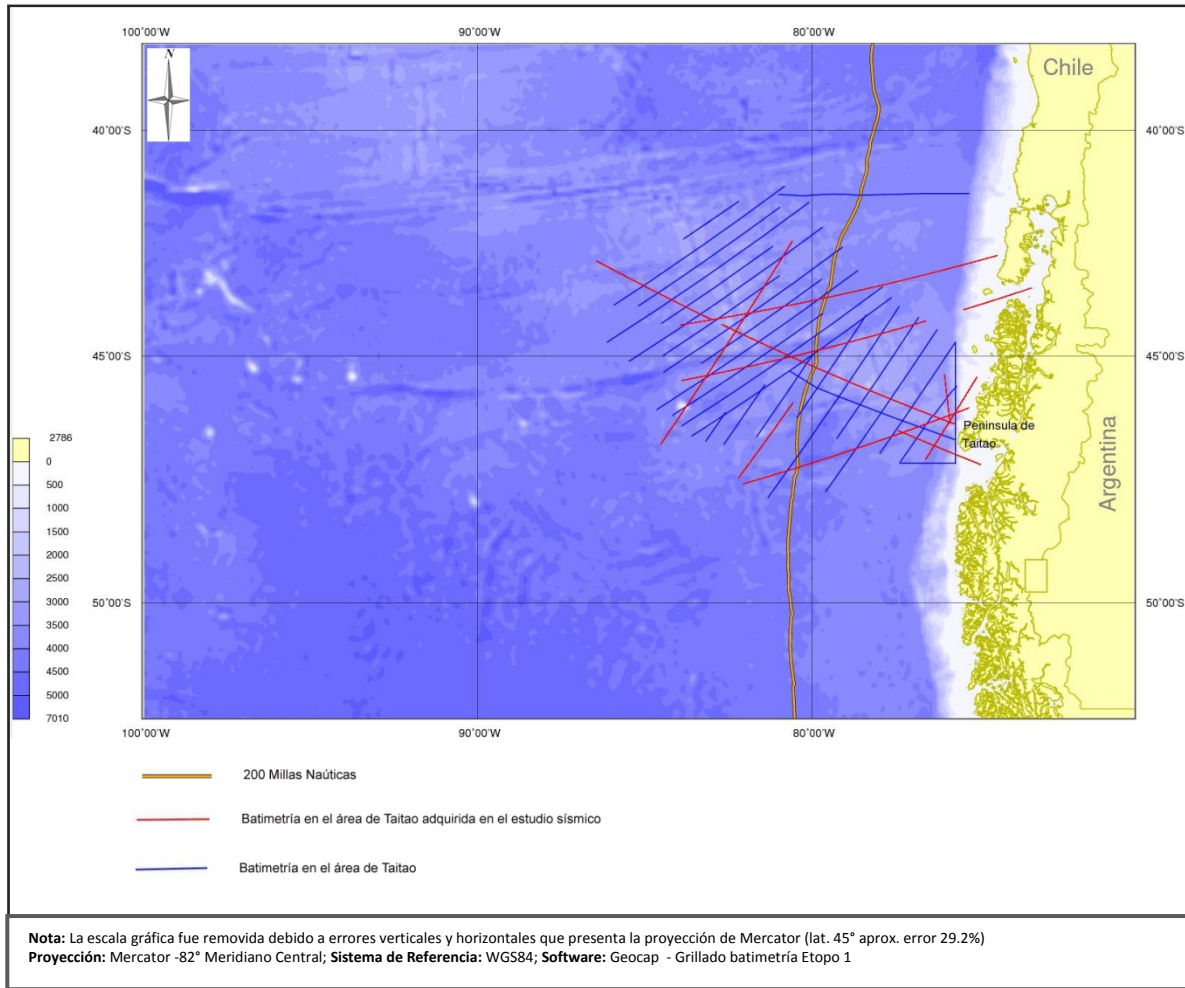 100°00'W
90°00'W
80°00'W
N
Chile
40°00'S
40°00'S
45°00'S
45°00'S
2786
0
500
1000
1500
2000
2500
3000
3500
4000
4500
5000
7010
Peninsula de
Taitao
Argentina
50°00'S
50°00'S
100°00'W
90°00'W
80°00'W
200 Millas Naúticas
Batimetría en el área de Taitao adquirida en el estudio sísmico
Batimetría en el área de Taitao
Nota: La escala gráfica fue removida debido a errores verticales y horizontales que presenta la proyección de Mercator (lat. 45° aprox. error 29.2%)
Proyección: Mercator -82° Meridiano Central; Sistema de Referencia: WGS84; Software: Geocap - Grillado batimetría Etopo 1